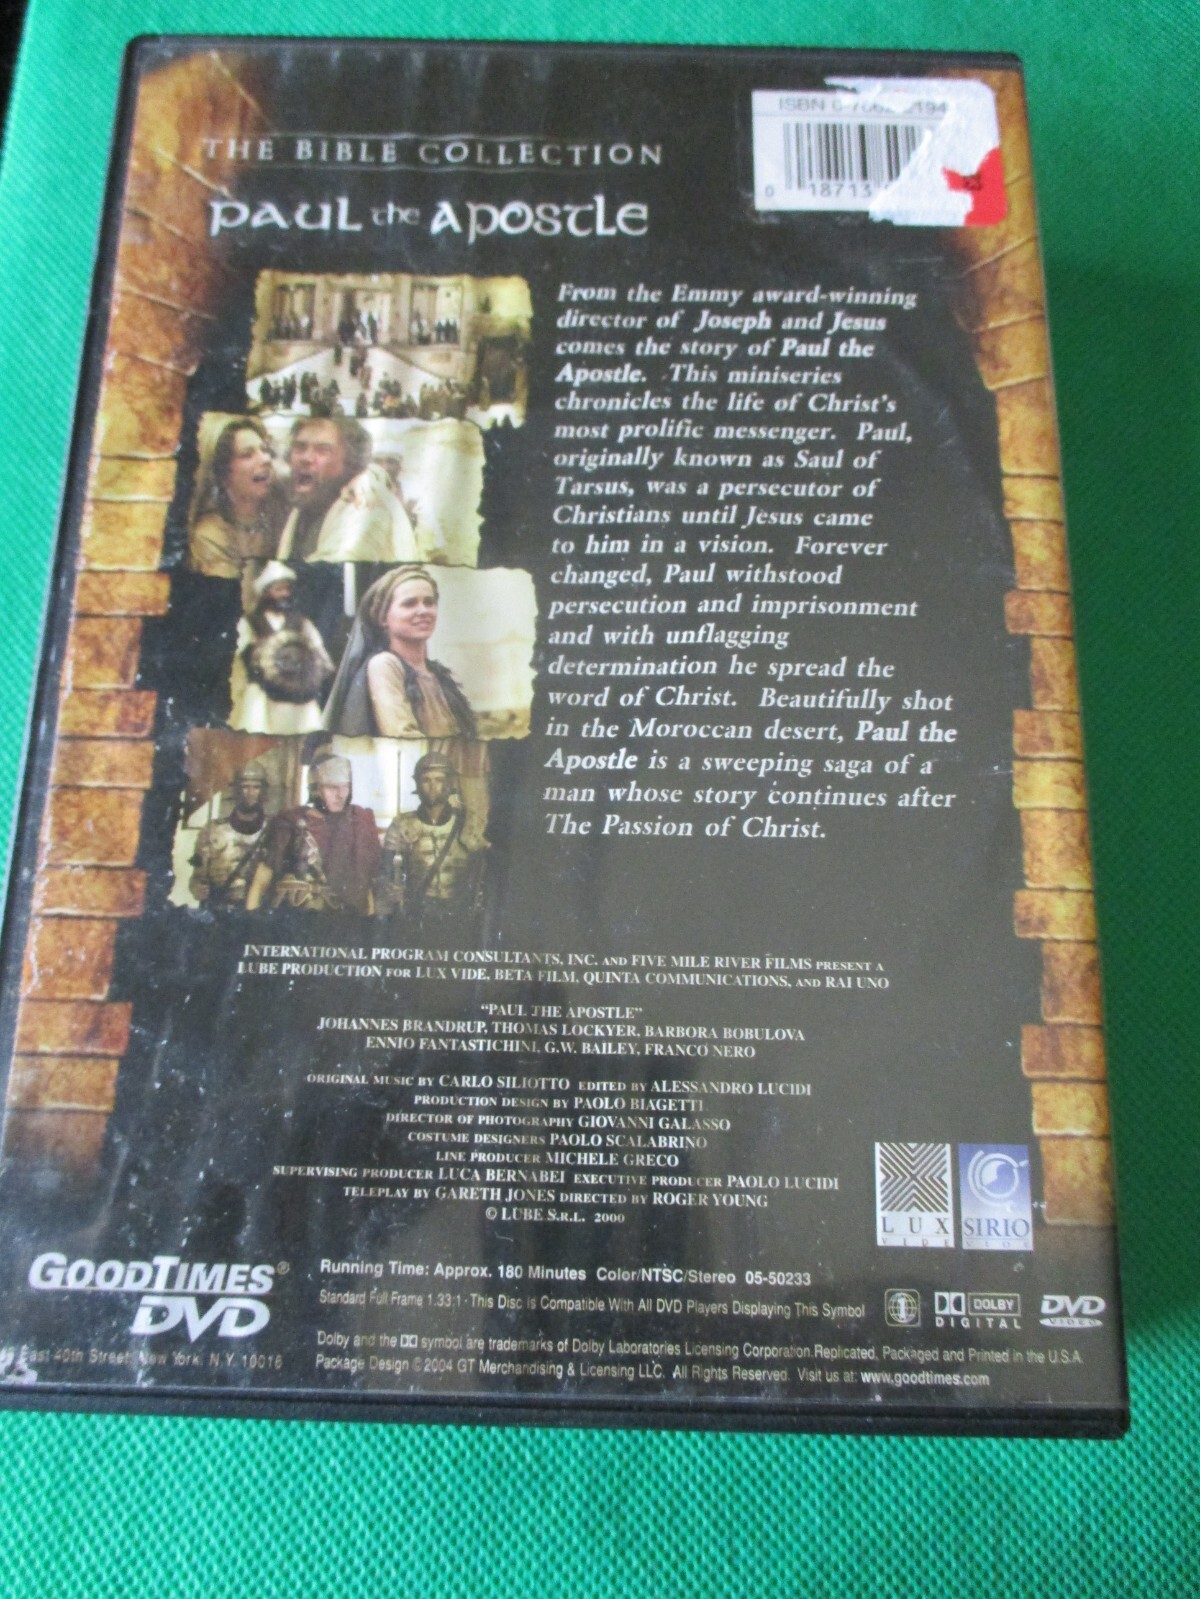 ISBN
0 18713
THE BIBLE COLLECTION
PAUL the APOSTLE
From the Emmy award-winning
director of Joseph and Jesus
comes the story of Paul the
Apostle. This miniseries
chronicles the life of Christ's
most prolific messenger. Paul,
originally known as Saul of
Tarsus, was a persecutor of
Christians until Jesus came
to him in a vision. Forever
changed, Paul withstood
persecution and imprisonment
and with unflagging
determination he spread the
word of Christ. Beautifully shot
in the Moroccan desert, Paul the
Apostle is a sweeping saga of a
man whose story continues after
The Passion of Christ.
INTERNATIONAL PROGRAM CONSULTANTS, INC. AND FIVE MILE RIVER FILMS PRESENT A
LUBE PRODUCTION FOR LUX VIDE, BETA FILM, QUINTA COMMUNICATIONS, AND RAI UNO
"PAUL THE APOSTLE"
JOHANNES BRANDRUP, THOMAS LOCKYER, BARBORA BOBULOVA
ENNIO FANTASTICHINI, G.W. BAILEY, FRANCO NERO
ORIGINAL MUSIC BY CARLO SILIOTTO EDITED BY ALESSANDRO LUCIDI
PRODUCTION DESIGN BY PAOLO BIAGETTI
DIRECTOR OF PHOTOGRAPHY GIOVANNI GALASSO
COSTUME DESIGNERS PAOLO SCALABRINO
LINE PRODUCER MICHELE GRECO
SUPERVISING PRODUCER LUCA BERNABEI EXECUTIVE PRODUCER PAOLO LUCIDI
TELEPLAY BY GARETH JONES DIRECTED BY ROGER YOUNG
© LUBE S.R.L. 2000
LUX
VIDE
SIRIO
GOODTIMES®
DVD
East 40th Street, New York, N.Y. 10016
Running Time: Approx. 180 Minutes Color/NTSC/Stereo 05-50233
Standard Full Frame 1.33:1 · This Disc is Compatible With All DVD Players Displaying This Symbol
1
DOLBY
DIGITAL
DVD
VIDEO
Dolby and the symbol are trademarks of Dolby Laboratories Licensing Corporation. Replicated, Packaged and Printed in the U.S.A.
Package Design © 2004 GT Merchandising & Licensing LLC. All Rights Reserved. Visit us at: www.goodtimes.com